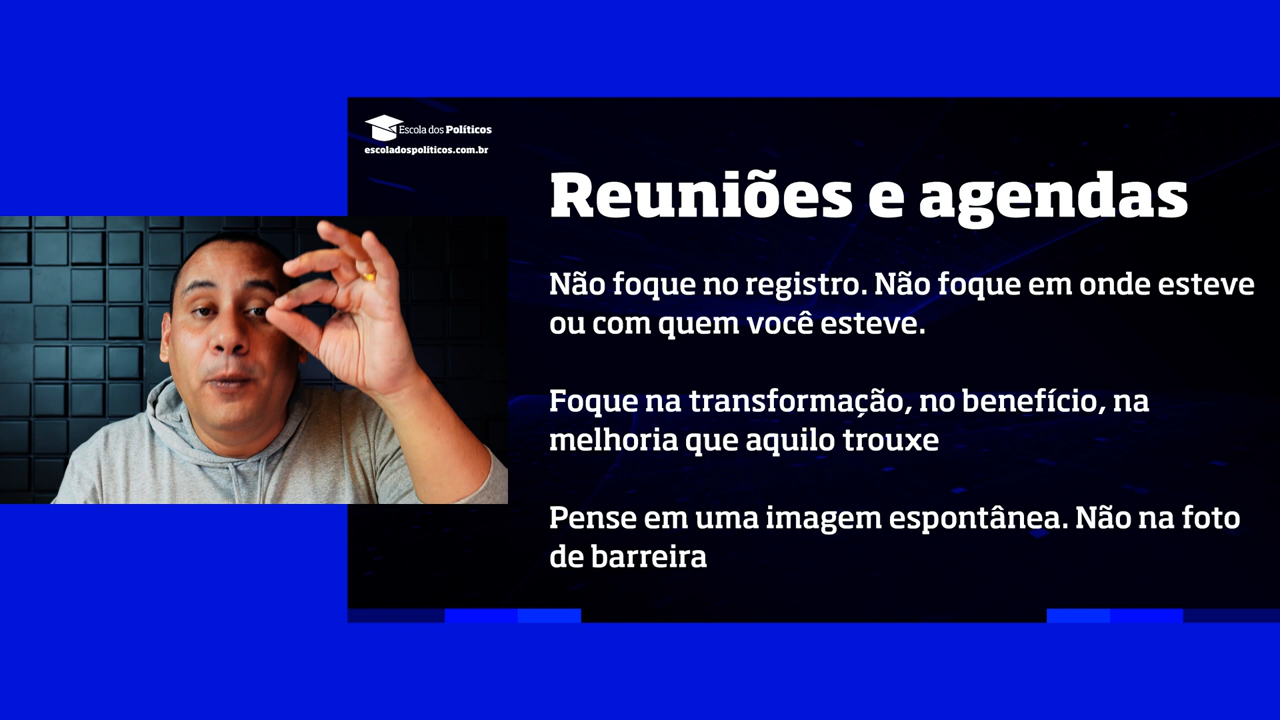 Escola dos Políticos
escoladospoliticos.com.br
Reuniões e agendas
Não foque no registro. Não foque em onde esteve
ou com quem você esteve.
Foque na transformação, no benefício, na
melhoria que aquilo trouxe
Pense em uma imagem espontânea. Não na foto
de barreira